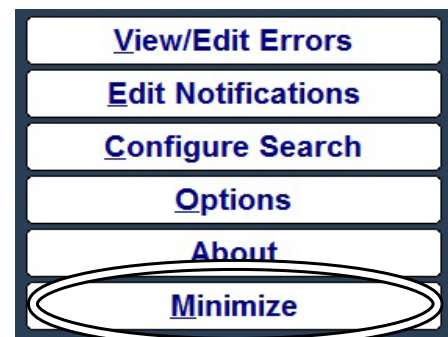 View/Edit Errors
Edit Notifications
Configure Search
Options
About
Minimize